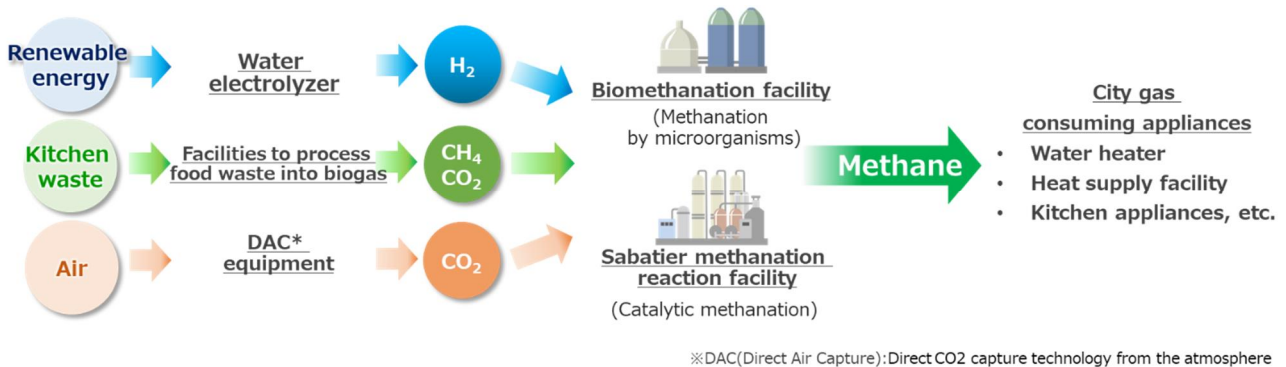 Renewable
energy
Water
electrolyzer
H₂
Biomethanation facility
(Methanation
by microorganisms)
Kitchen
waste
Facilities to process
food waste into biogas
CH₄
CO₂
Air
DAC*
equipment
CO₂
Sabatier methanation
reaction facility
(Catalytic methanation)
Methane
City gas
consuming appliances
• Water heater
• Heat supply facility
• Kitchen appliances, etc.
※DAC(Direct Air Capture):Direct CO2 capture technology from the atmosphere